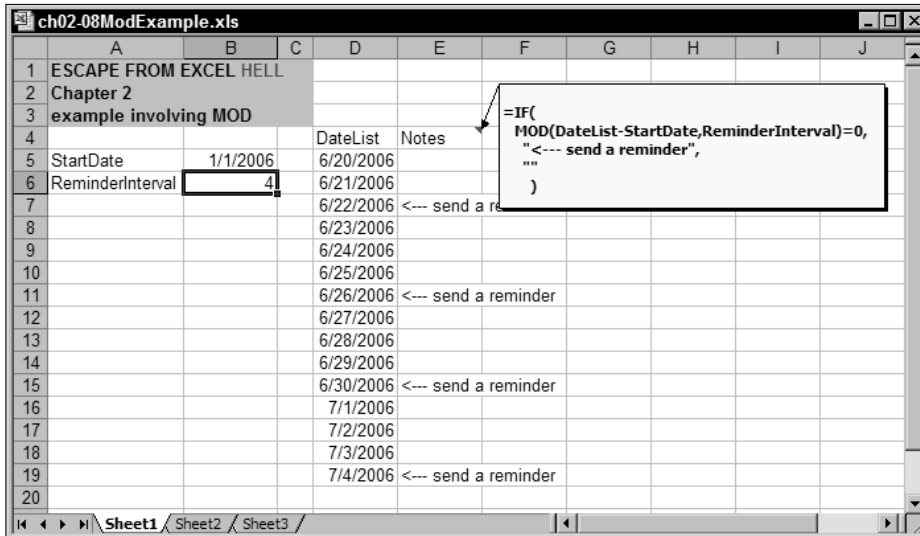 ch02-08ModExample.xls
A B C D E F G H I J
1 ESCAPE FROM EXCEL HELL
2 Chapter 2
3 example involving MOD
4 DateList Notes
5 StartDate 1/1/2006 6/20/2006
6 ReminderInterval 4 6/21/2006
7 6/22/2006 <--- send a re
8 6/23/2006
9 6/24/2006
10 6/25/2006
11 6/26/2006 <--- send a reminder
12 6/27/2006
13 6/28/2006
14 6/29/2006
15 6/30/2006 <--- send a reminder
16 7/1/2006
17 7/2/2006
18 7/3/2006
19 7/4/2006 <--- send a reminder
20
=IF(
MOD(DateList-StartDate,ReminderInterval)=0,
"<--- send a reminder",
""
)
Sheet1 Sheet2 Sheet3